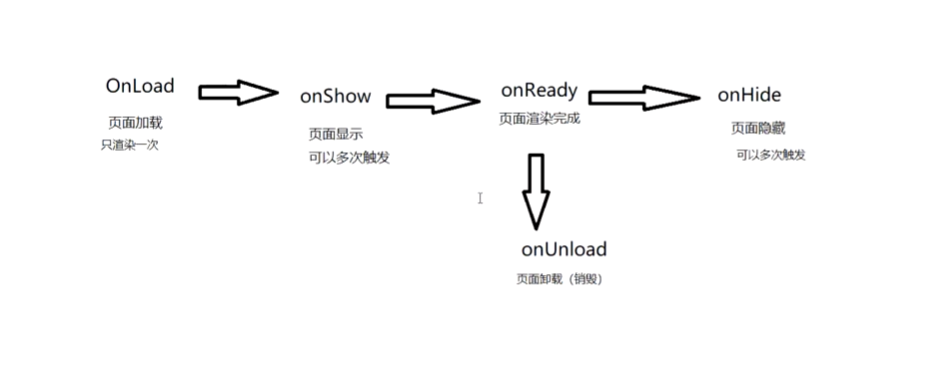 OnLoad
页面加载
只渲染一次
onShow
页面显示
可以多次触发
onReady
页面渲染完成
onHide
页面隐藏
可以多次触发
onUnload
页面卸载（销毁）